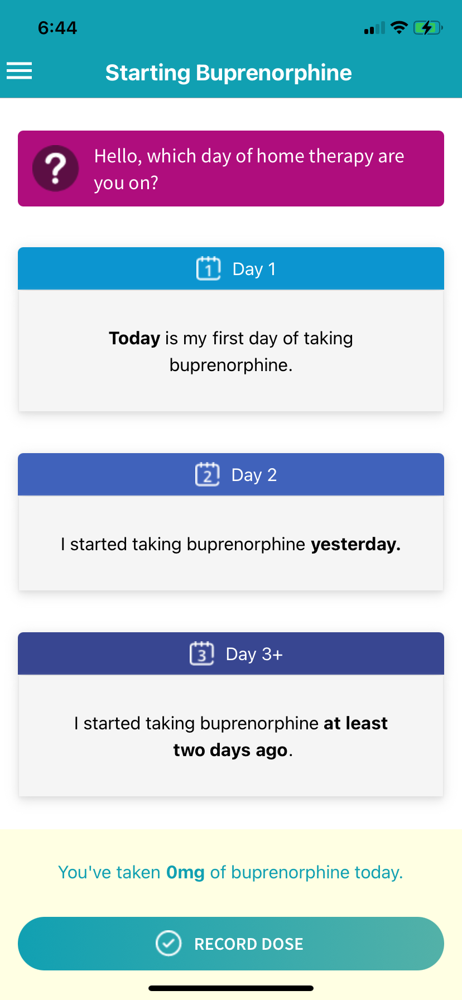 6:44
Starting Buprenorphine
?
Hello, which day of home therapy are
you on?
1 Day 1
Today is my first day of taking
buprenorphine.
2 Day 2
I started taking buprenorphine yesterday.
3 Day 3+
I started taking buprenorphine at least
two days ago.
You've taken 0mg of buprenorphine today.
RECORD DOSE